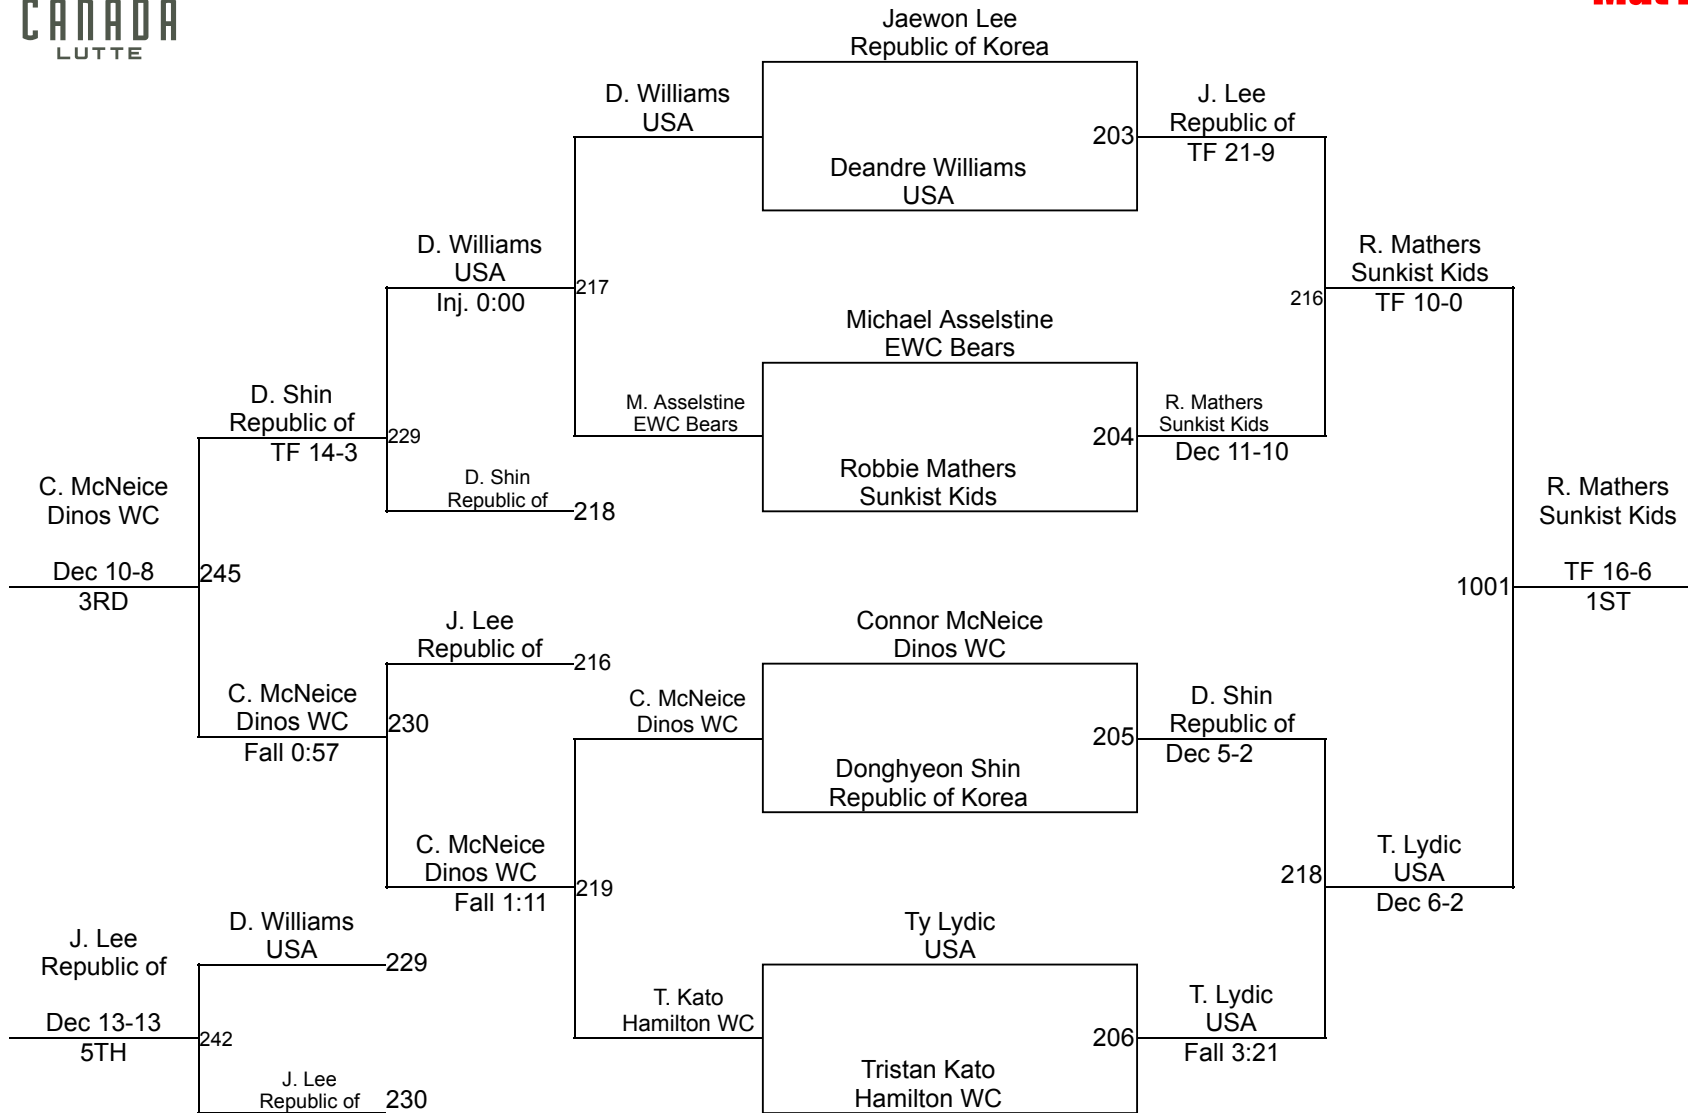 CANADA
LUTTE
Jaewon Lee
Republic of Korea
D. Williams
USA
J. Lee
Republic of
203
TF 21-9
Deandre Williams
USA
D. Williams
USA
Inj. 0:00
217
R. Mathers
Sunkist Kids
216
TF 10-0
Michael Asselstine
EWC Bears
D. Shin
Republic of
TF 14-3
229
M. Asselstine
EWC Bears
R. Mathers
Sunkist Kids
204
Dec 11-10
Robbie Mathers
Sunkist Kids
D. Shin
Republic of
218
C. McNeice
Dinos WC
R. Mathers
Sunkist Kids
Dec 10-8
3RD
245
1001
TF 16-6
1ST
J. Lee
Republic of
216
Connor McNeice
Dinos WC
C. McNeice
Dinos WC
230
Fall 0:57
C. McNeice
Dinos WC
D. Shin
Republic of
205
Dec 5-2
Donghyeon Shin
Republic of Korea
C. McNeice
Dinos WC
219
Fall 1:11
218
T. Lydic
USA
Dec 6-2
D. Williams
USA
229
Ty Lydic
USA
J. Lee
Republic of
Dec 13-13
5TH
242
T. Kato
Hamilton WC
T. Lydic
USA
206
Fall 3:21
Tristan Kato
Hamilton WC
J. Lee
Republic of
230